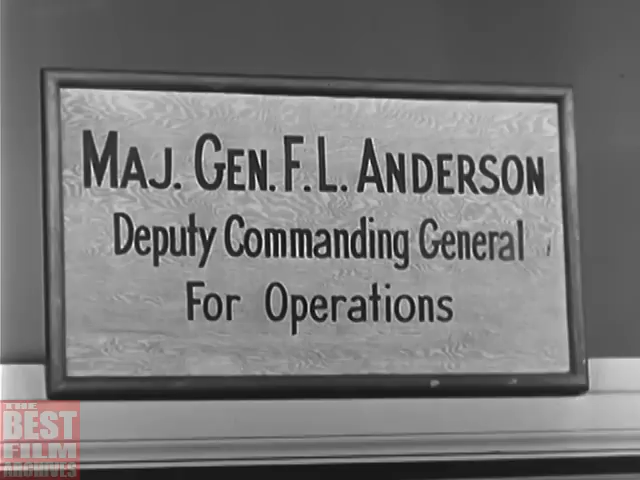 MAJ. GEN. F. L. ANDERSON
Deputy Commanding General
For Operations
THE
BEST
FILM
ARCHIVES